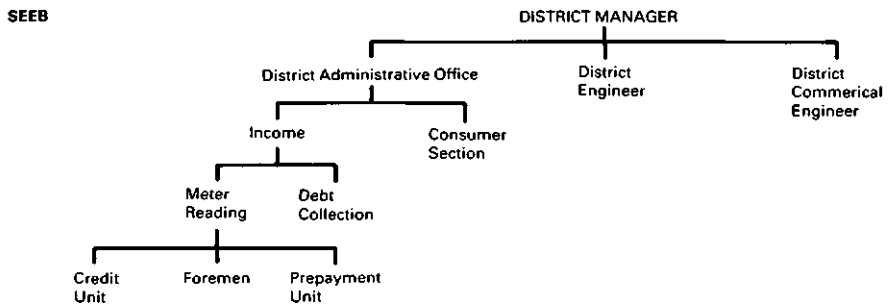 SEEB
DISTRICT MANAGER
District Administrative Office
District
Engineer
District
Commerical
Engineer
Income
Consumer
Section
Meter
Reading
Debt
Collection
Credit
Unit
Foremen
Prepayment
Unit